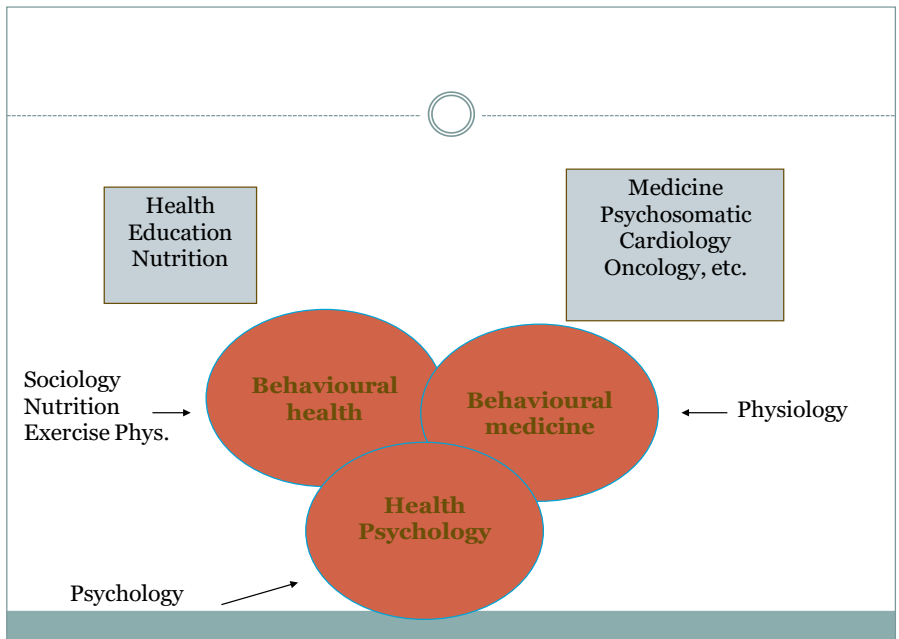 Health
Education
Nutrition
Medicine
Psychosomatic
Cardiology
Oncology, etc.
Sociology
Nutrition
Exercise Phys.
Behavioural
health
Behavioural
medicine
Physiology
Health
Psychology
Psychology